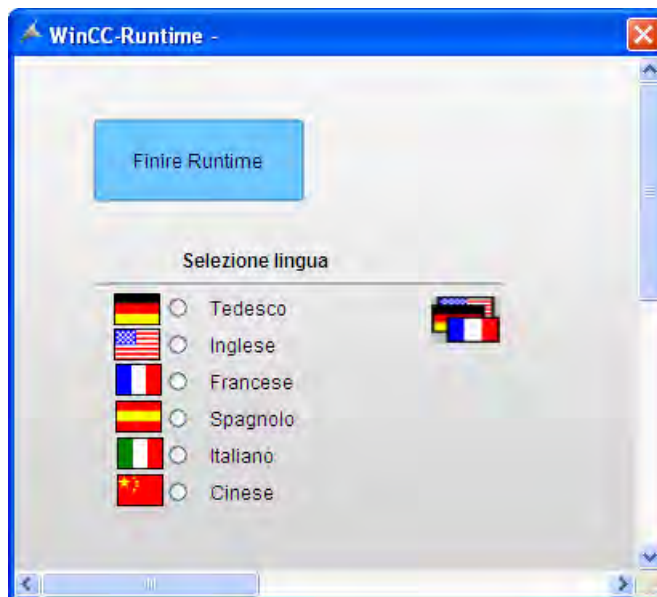 WinCC-Runtime -
Finire Runtime
Selezione lingua
Tedesco
Inglese
Francese
Spagnolo
Italiano
Cinese